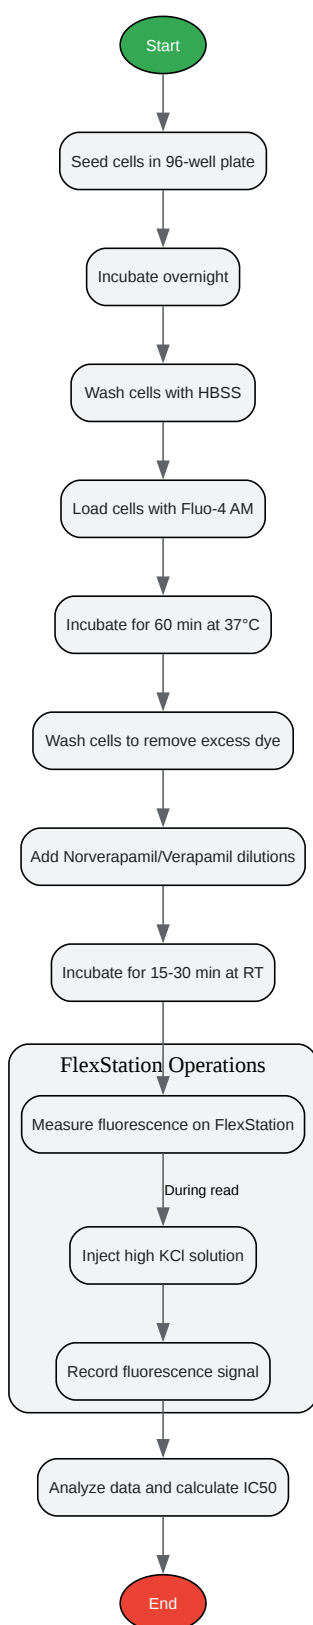 Start
Seed cells in 96-well plate
Incubate overnight
Wash cells with HBSS
Load cells with Fluo-4 AM
Incubate for 60 min at 37°C
Wash cells to remove excess dye
Add Norverapamil/Verapamil dilutions
Incubate for 15-30 min at RT
FlexStation Operations
Measure fluorescence on FlexStation
During read
Inject high KCl solution
Record fluorescence signal
Analyze data and calculate IC50
End